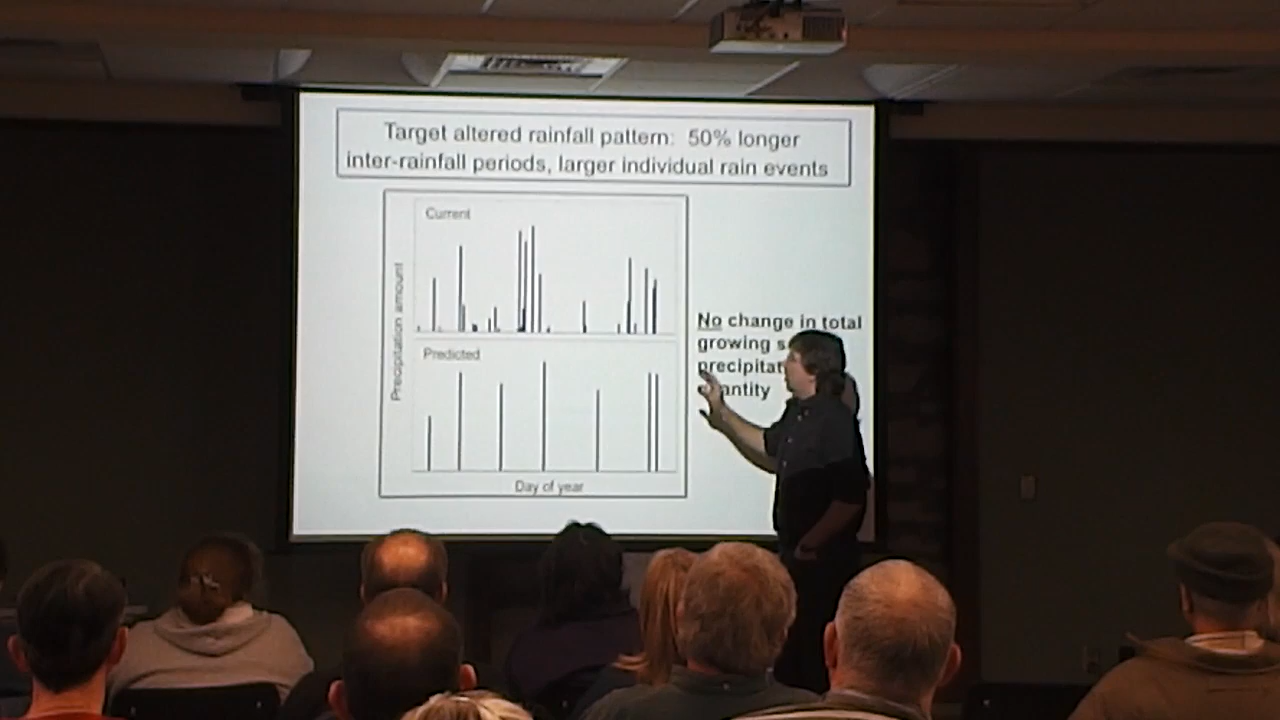 Target altered rainfall pattern: 50% longer
inter-rainfall periods, larger individual rain events
Current
Precipitation amount
Predicted
Day of year
No change in total
growing
precipitat